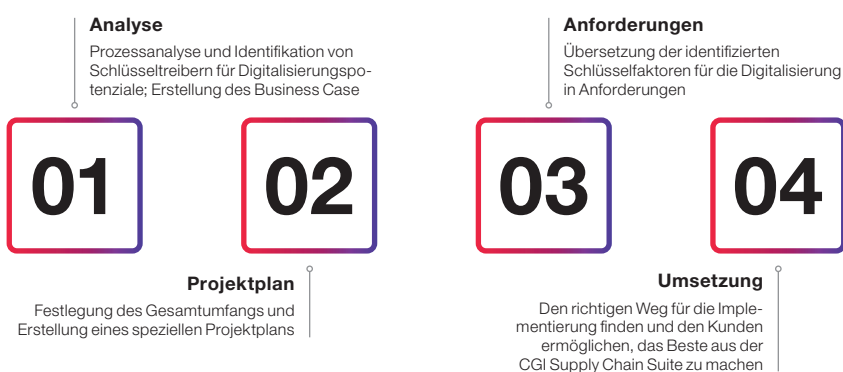 Analyse
Prozessanalyse und Identifikation von
Schlüsseltreibern für Digitalisierungspo-
tenziale; Erstellung des Business Case
01
02
Projektplan
Festlegung des Gesamtumfangs und
Erstellung eines speziellen Projektplans
Anforderungen
Übersetzung der identifizierten
Schlüsselfaktoren für die Digitalisierung
in Anforderungen
03
04
Umsetzung
Den richtigen Weg für die Imple-
mentierung finden und den Kunden
ermöglichen, das Beste aus der
CGI Supply Chain Suite zu machen